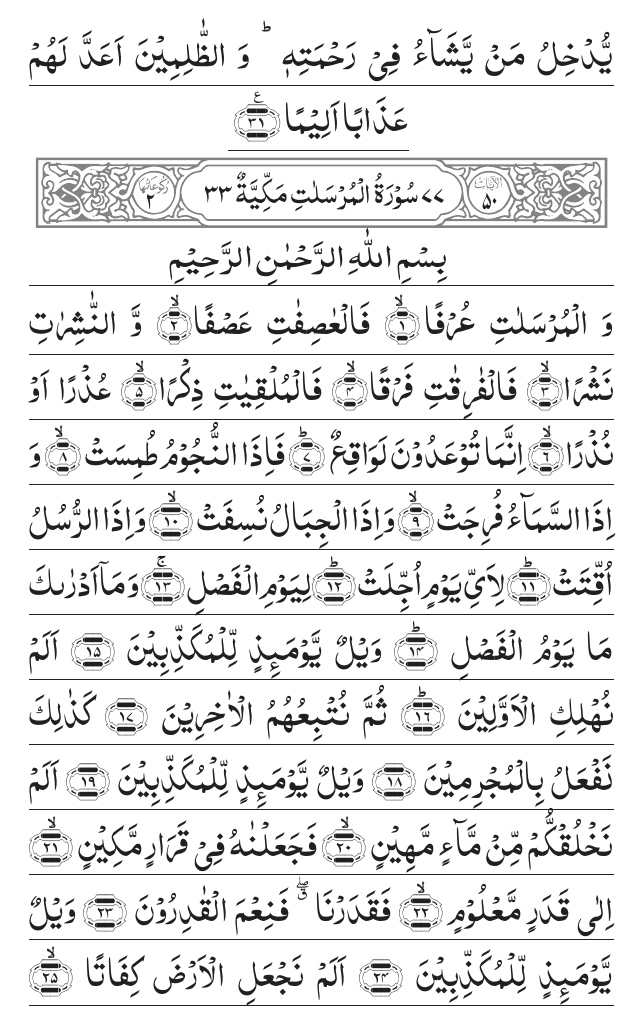 یُّدۡخِلُ مَنۡ یَّشَآءُ فِیۡ رَحۡمَتِهٖ ؕ وَ الظّٰلِمِیۡنَ اَعَدَّ لَهُمۡ
عَذَابًا اَلِیۡمًا ﴿۳۱﴾ ع
الآیات ۵۰ ۷۷ سُوۡرَۃُ الۡمُرۡسَلٰتِ مَکِّیَّۃٌ ۳۳ رکوعاتها ۲
بِسۡمِ اللّٰهِ الرَّحۡمٰنِ الرَّحِیۡمِ
وَ الۡمُرۡسَلٰتِ عُرۡفًا ۙ﴿۱﴾ فَالۡعٰصِفٰتِ عَصۡفًا ۙ﴿۲﴾ وَّ النّٰشِرٰتِ
نَشۡرًا ۙ﴿۳﴾ فَالۡفٰرِقٰتِ فَرۡقًا ۙ﴿۴﴾ فَالۡمُلۡقِیٰتِ ذِکۡرًا ۙ﴿۵﴾ عُذۡرًا اَوۡ
نُذۡرًا ۙ﴿۶﴾ اِنَّمَا تُوۡعَدُوۡنَ لَوَاقِعٌ ؕ﴿۷﴾ فَاِذَا النُّجُوۡمُ طُمِسَتۡ ۙ﴿۸﴾ وَ
اِذَا السَّمَآءُ فُرِجَتۡ ۙ﴿۹﴾ وَ اِذَا الۡجِبَالُ نُسِفَتۡ ۙ﴿۱۰﴾ وَ اِذَا الرُّسُلُ
اُقِّتَتۡ ؕ﴿۱۱﴾ لِاَیِّ یَوۡمٍ اُجِّلَتۡ ؕ﴿۱۲﴾ لِیَوۡمِ الۡفَصۡلِ ۚ﴿۱۳﴾ وَ مَاۤ اَدۡرٰىکَ
مَا یَوۡمُ الۡفَصۡلِ ؕ﴿۱۴﴾ وَیۡلٌ یَّوۡمَئِذٍ لِّلۡمُکَذِّبِیۡنَ ﴿۱۵﴾ اَلَمۡ
نُهۡلِکِ الۡاَوَّلِیۡنَ ؕ﴿۱۶﴾ ثُمَّ نُتۡبِعُهُمُ الۡاٰخِرِیۡنَ ﴿۱۷﴾ کَذٰلِکَ
نَفۡعَلُ بِالۡمُجۡرِمِیۡنَ ﴿۱۸﴾ وَیۡلٌ یَّوۡمَئِذٍ لِّلۡمُکَذِّبِیۡنَ ﴿۱۹﴾ اَلَمۡ
نَخۡلُقۡکُّمۡ مِّنۡ مَّآءٍ مَّهِیۡنٍ ۙ﴿۲۰﴾ فَجَعَلۡنٰهُ فِیۡ قَرَارٍ مَّکِیۡنٍ ۙ﴿۲۱﴾
اِلٰی قَدَرٍ مَّعۡلُوۡمٍ ۙ﴿۲۲﴾ فَقَدَرۡنَا ٭ۖ فَنِعۡمَ الۡقٰدِرُوۡنَ ﴿۲۳﴾ وَیۡلٌ
یَّوۡمَئِذٍ لِّلۡمُکَذِّبِیۡنَ ﴿۲۴﴾ اَلَمۡ نَجۡعَلِ الۡاَرۡضَ کِفَاتًا ۙ﴿۲۵﴾